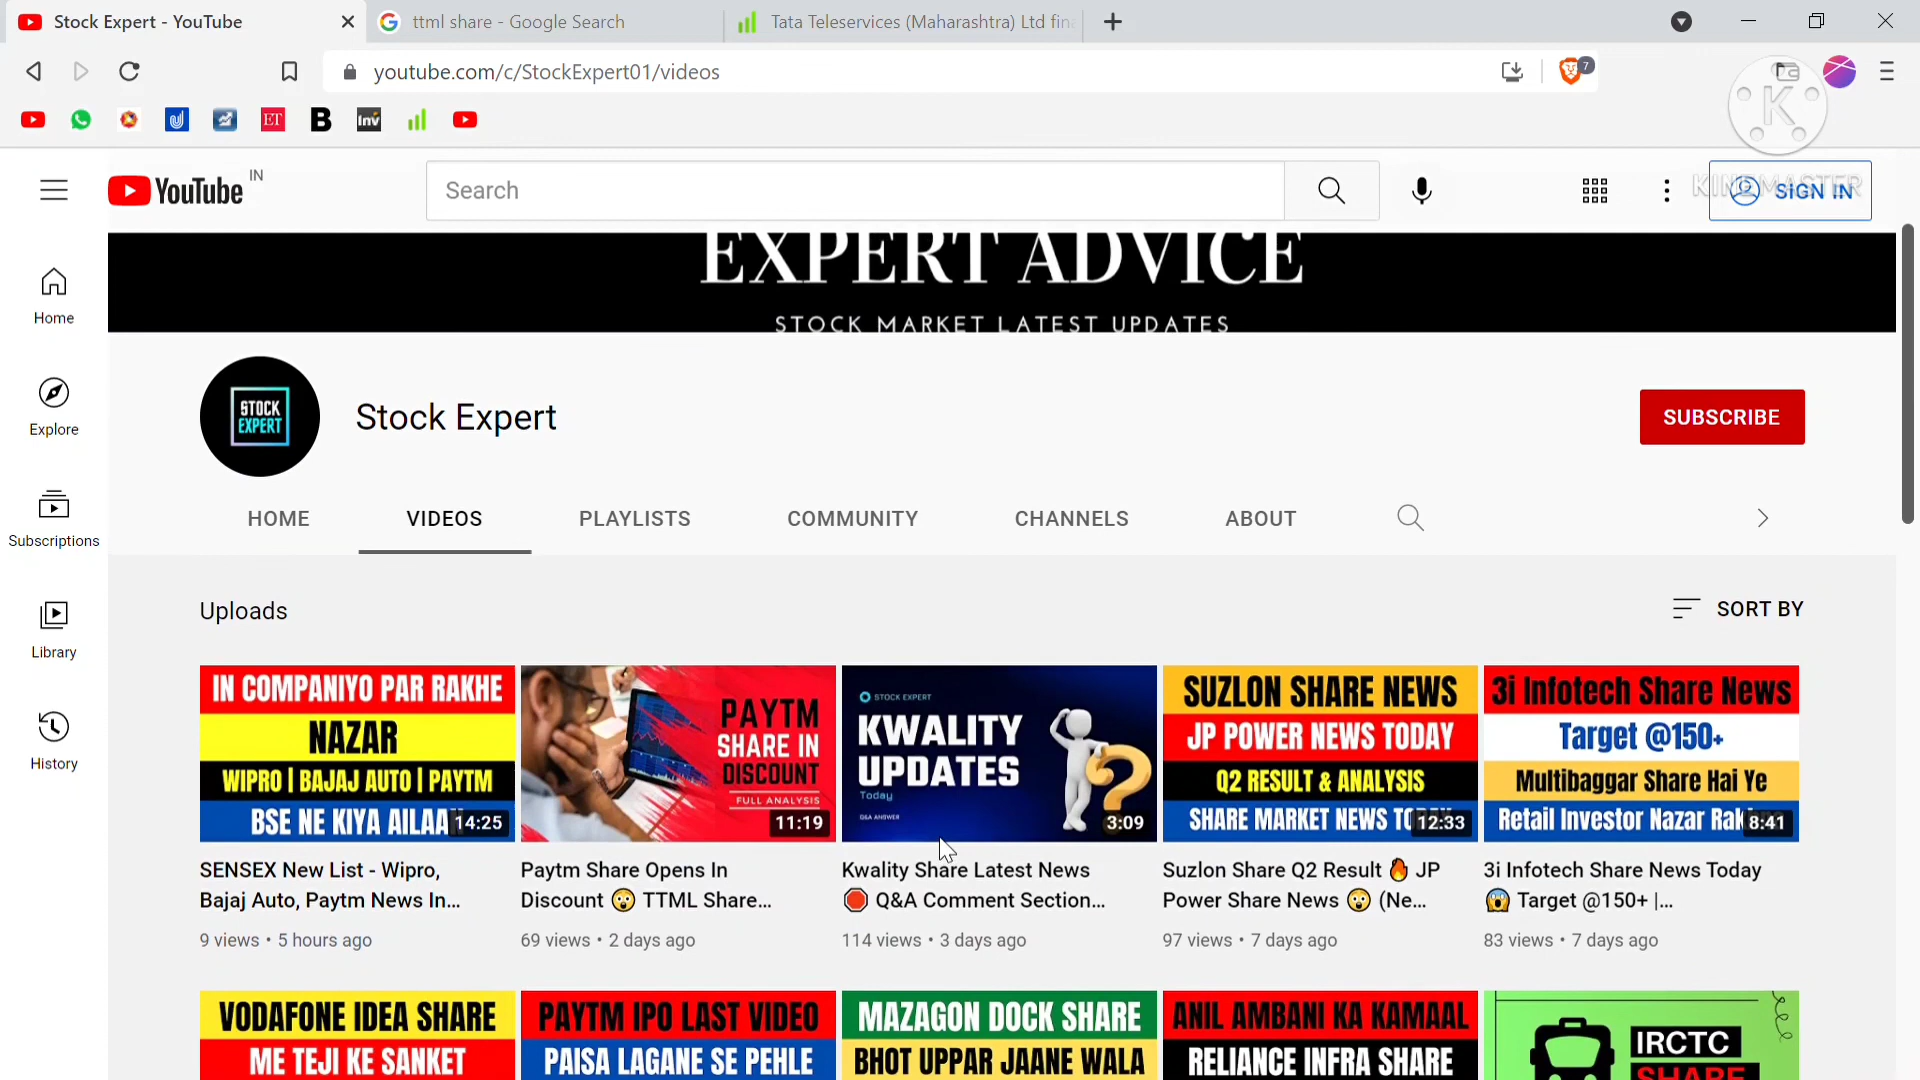 Stock Expert - YouTube
ttml share - Google Search
Tata Teleservices (Maharashtra) Ltd fin
youtube.com/c/StockExpert01/videos
7
ET
B
Inv
K
KINEMASTER
YouTube IN
Search
SIGN IN
EXPERT ADVICE
STOCK MARKET LATEST UPDATES
Home
Explore
Subscriptions
Library
History
STOCK
EXPERT
Stock Expert
SUBSCRIBE
HOME
VIDEOS
PLAYLISTS
COMMUNITY
CHANNELS
ABOUT
Uploads
SORT BY
IN COMPANIYO PAR RAKHE
NAZAR
WIPRO | BAJAJ AUTO | PAYTM
BSE NE KIYA AILAA
14:25
SENSEX New List - Wipro,
Bajaj Auto, Paytm News In...
9 views • 5 hours ago
PAYTM
SHARE IN
DISCOUNT
FULL ANALYSIS
11:19
Paytm Share Opens In
Discount 😲 TTML Share...
69 views • 2 days ago
STOCK EXPERT
KWALITY
UPDATES
Today
Q&A ANSWER
3:09
Kwality Share Latest News
🛑 Q&A Comment Section...
114 views • 3 days ago
SUZLON SHARE NEWS
JP POWER NEWS TODAY
Q2 RESULT & ANALYSIS
SHARE MARKET NEWS
12:33
Suzlon Share Q2 Result 🔥 JP
Power Share News 😲 (Ne...
97 views • 7 days ago
3i Infotech Share News
Target @150+
Multibaggar Share Hai Ye
Retail Investor Nazar Rak
8:41
3i Infotech Share News Today
😱 Target @150+ |...
83 views • 7 days ago
VODAFONE IDEA SHARE
ME TEJI KE SANKET
PAYTM IPO LAST VIDEO
PAISA LAGANE SE PEHLE
MAZAGON DOCK SHARE
BHOT UPPAR JAANE WALA
ANIL AMBANI KA KAMAAL
RELIANCE INFRA SHARE
IRCTC
SHARE